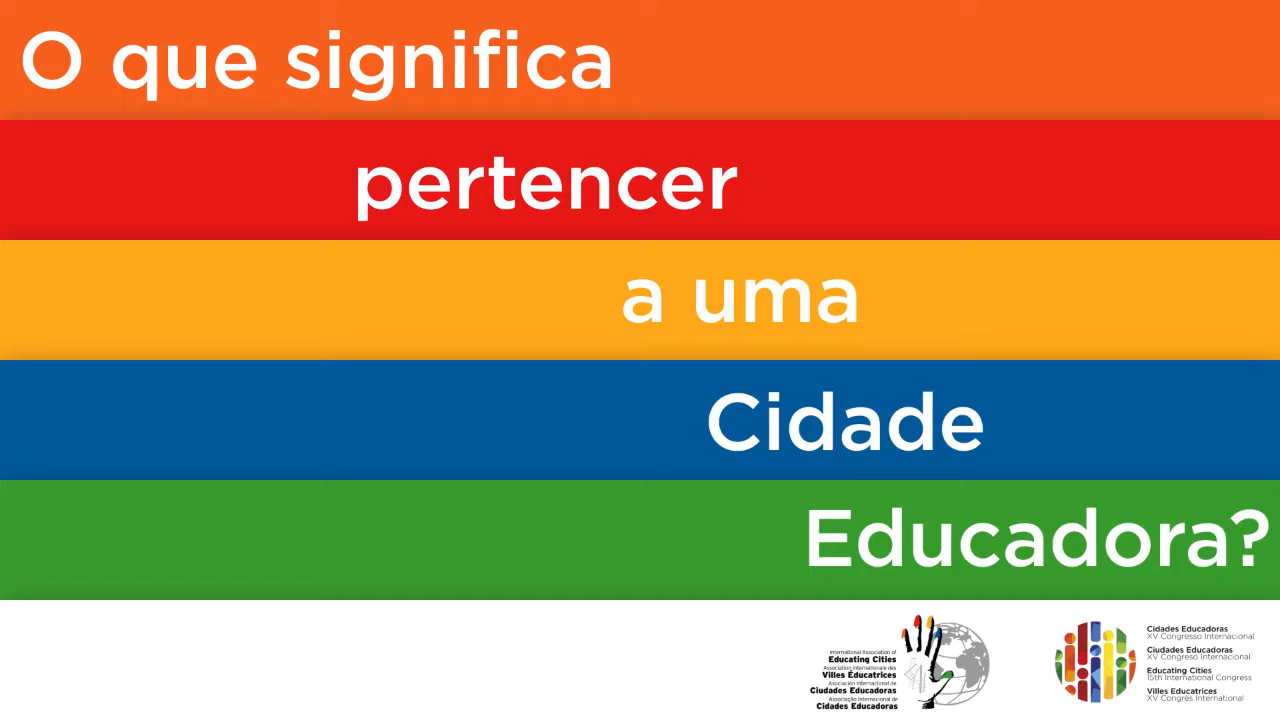 O que significa
pertencer
a uma
Cidade
Educadora?
International Association of
Educating Cities
Association Internationale des
Villes Éducatrices
Asociación Internacional de
Ciudades Educadoras
Associação Internacional de
Cidades Educadoras
Cidades Educadoras
XV Congresso Internacional
Ciudades Educadoras
XV Congreso Internacional
Educating Cities
15th International Congress
Villes Educatrices
XV Congrès International